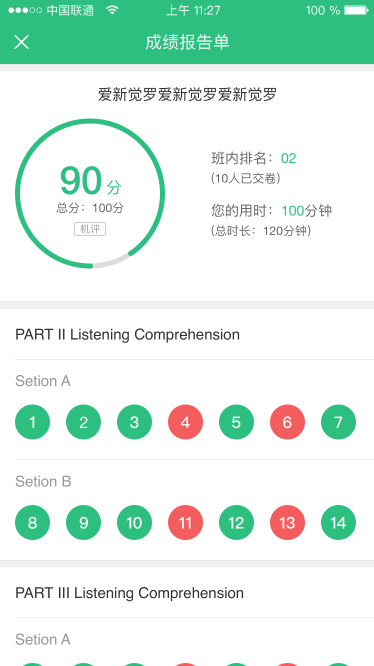 中国联通 上午 11:27 100 %
成绩报告单
爱新觉罗爱新觉罗爱新觉罗
90 分
总分：100分
机评
班内排名：02
(10人已交卷)
您的用时：100分钟
(总时长：120分钟)
PART II Listening Comprehension
Setion A
1 2 3 4 5 6 7
Setion B
8 9 10 11 12 13 14
PART III Listening Comprehension
Setion A